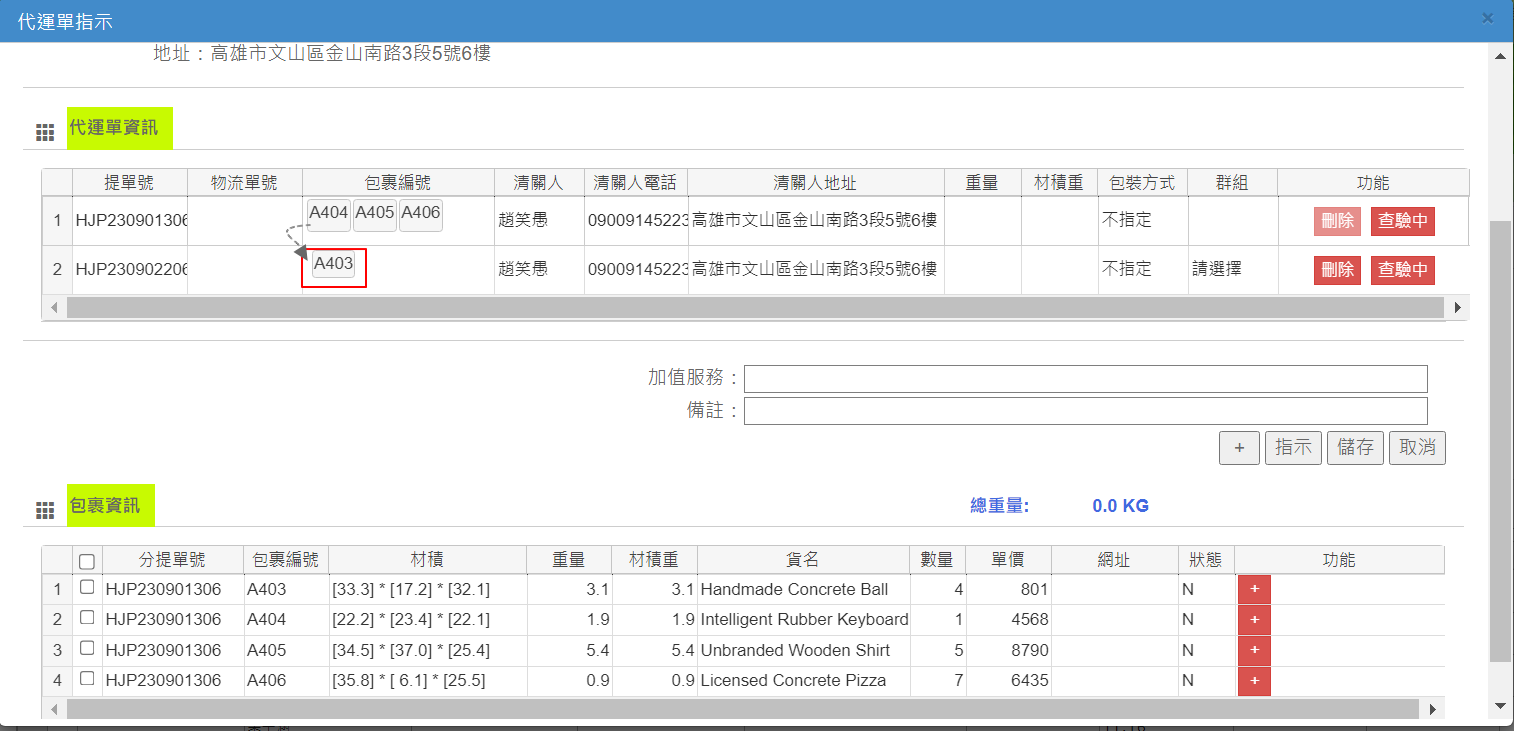 代運單指示 ×
地址：高雄市文山區金山南路3段5號6樓
代運單資訊
提單號 物流單號 包裹編號 清關人 清關人電話 清關人地址 重量 材積重 包裝方式 群組 功能
1 HJP230901306 A404 A405 A406 趙笑愚 09009145223 高雄市文山區金山南路3段5號6樓 不指定 刪除 查驗中
2 HJP230902206 A403 趙笑愚 09009145223 高雄市文山區金山南路3段5號6樓 不指定 請選擇 刪除 查驗中
加值服務：
備註：
+ 指示 儲存 取消
包裹資訊 總重量: 0.0 KG
分提單號 包裹編號 材積 重量 材積重 貨名 數量 單價 網址 狀態 功能
1 HJP230901306 A403 [33.3] * [17.2] * [32.1] 3.1 3.1 Handmade Concrete Ball 4 801 N +
2 HJP230901306 A404 [22.2] * [23.4] * [22.1] 1.9 1.9 Intelligent Rubber Keyboard 1 4568 N +
3 HJP230901306 A405 [34.5] * [37.0] * [25.4] 5.4 5.4 Unbranded Wooden Shirt 5 8790 N +
4 HJP230901306 A406 [35.8] * [ 6.1] * [25.5] 0.9 0.9 Licensed Concrete Pizza 7 6435 N +